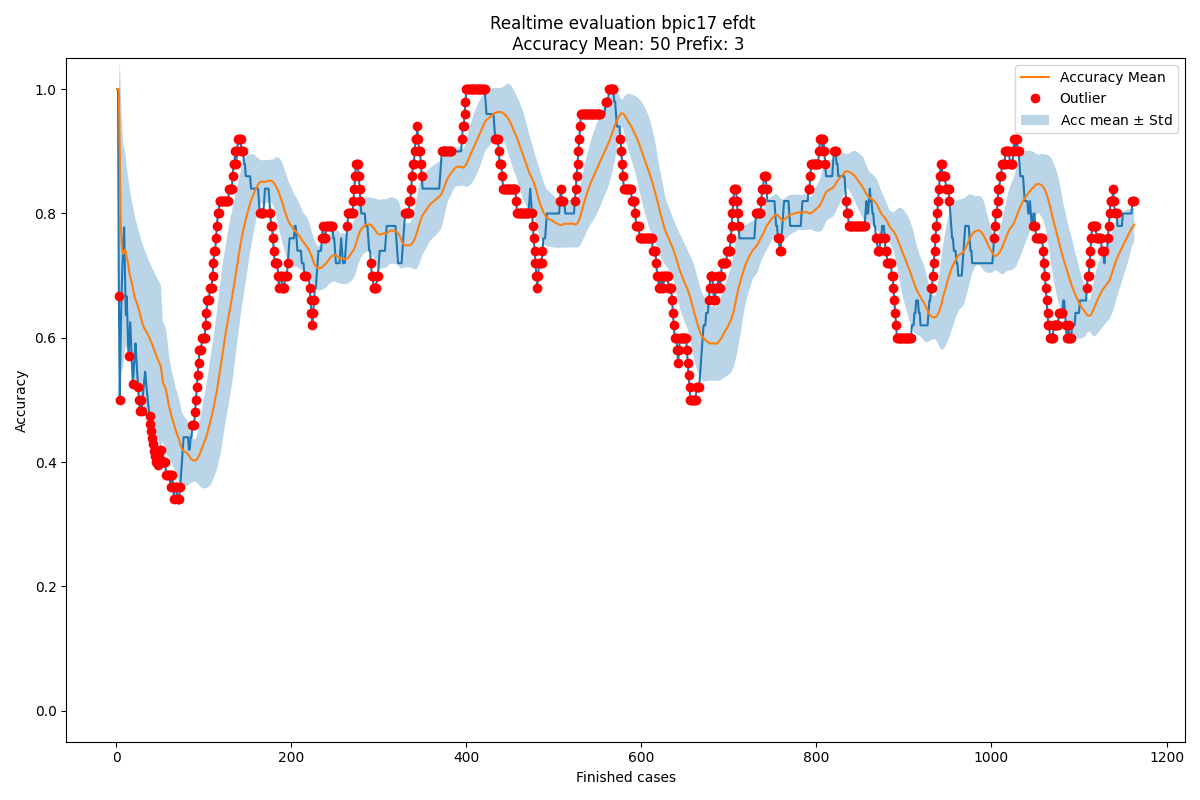 Realtime evaluation bpic17 efdt
Accuracy Mean: 50 Prefix: 3
Accuracy Mean
Outlier
Acc mean ± Std
Accuracy
1.0
0.8
0.6
0.4
0.2
0.0
0 200 400 600 800 1000 1200
Finished cases